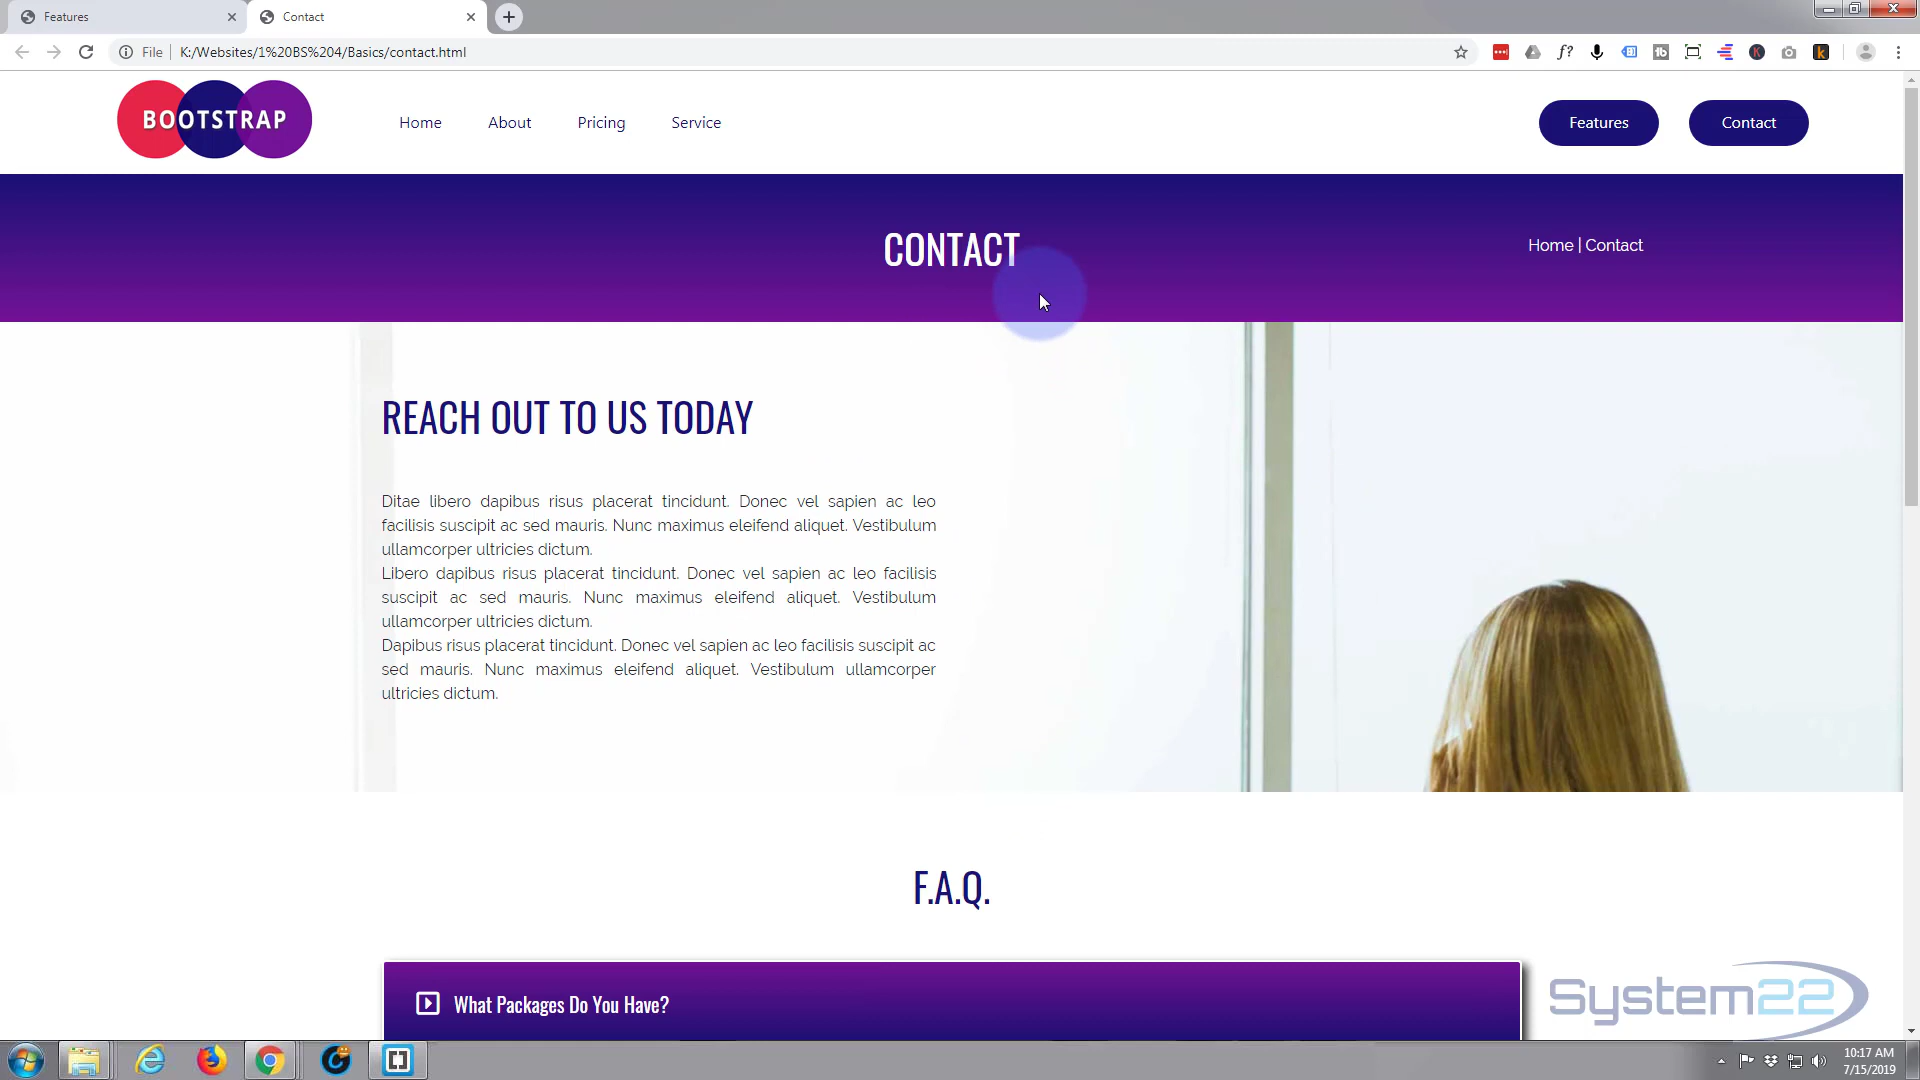 Features
Contact
File
K:/Websites/1%20BS%204/Basics/contact.html
BOOTSTRAP
Home
About
Pricing
Service
Features
Contact
CONTACT
Home | Contact
REACH OUT TO US TODAY
Ditae libero dapibus risus placerat tincidunt. Donec vel sapien ac leo
facilisis suscipit ac sed mauris. Nunc maximus eleifend aliquet. Vestibulum
ullamcorper ultricies dictum.
Libero dapibus risus placerat tincidunt. Donec vel sapien ac leo facilisis
suscipit ac sed mauris. Nunc maximus eleifend aliquet. Vestibulum
ullamcorper ultricies dictum.
Dapibus risus placerat tincidunt. Donec vel sapien ac leo facilisis suscipit ac
sed mauris. Nunc maximus eleifend aliquet. Vestibulum ullamcorper
ultricies dictum.
F.A.Q.
What Packages Do You Have?
System22
10:17 AM
7/15/2019